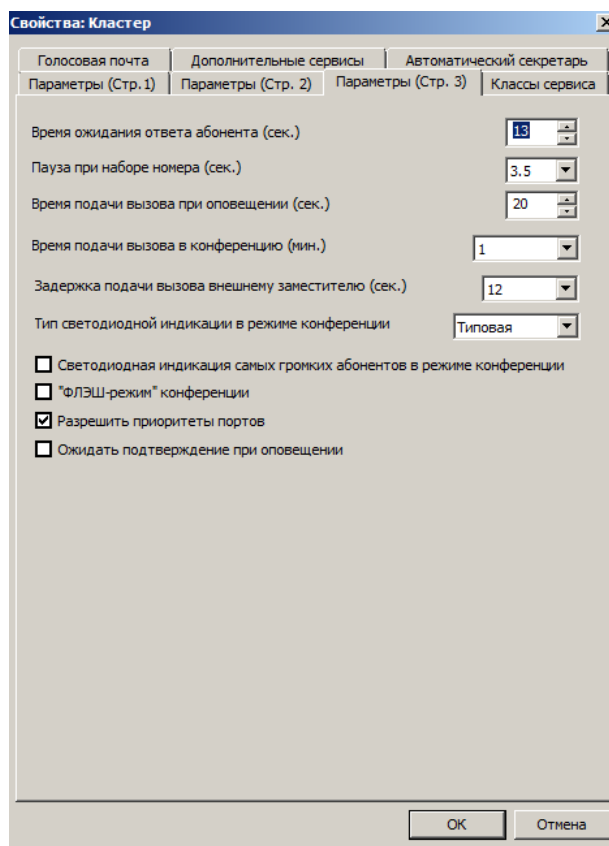 Свойства: Кластер
Голосовая почта Дополнительные сервисы Автоматический секретарь
Параметры (Стр.1) Параметры (Стр. 2) Параметры (Стр. 3) Классы сервиса
Время ожидания ответа абонента (сек.) 13
Пауза при наборе номера (сек.) 3.5
Время подачи вызова при оповещении (сек.) 20
Время подачи вызова в конференцию (мин.) 1
Задержка подачи вызова внешнему заместителю (сек.) 12
Тип светодиодной индикации в режиме конференции Типовая
Светодиодная индикация самых громких абонентов в режиме конференции
"ФЛЭШ-режим" конференции
Разрешить приоритеты портов
Ожидать подтверждение при оповещении
OK Отмена